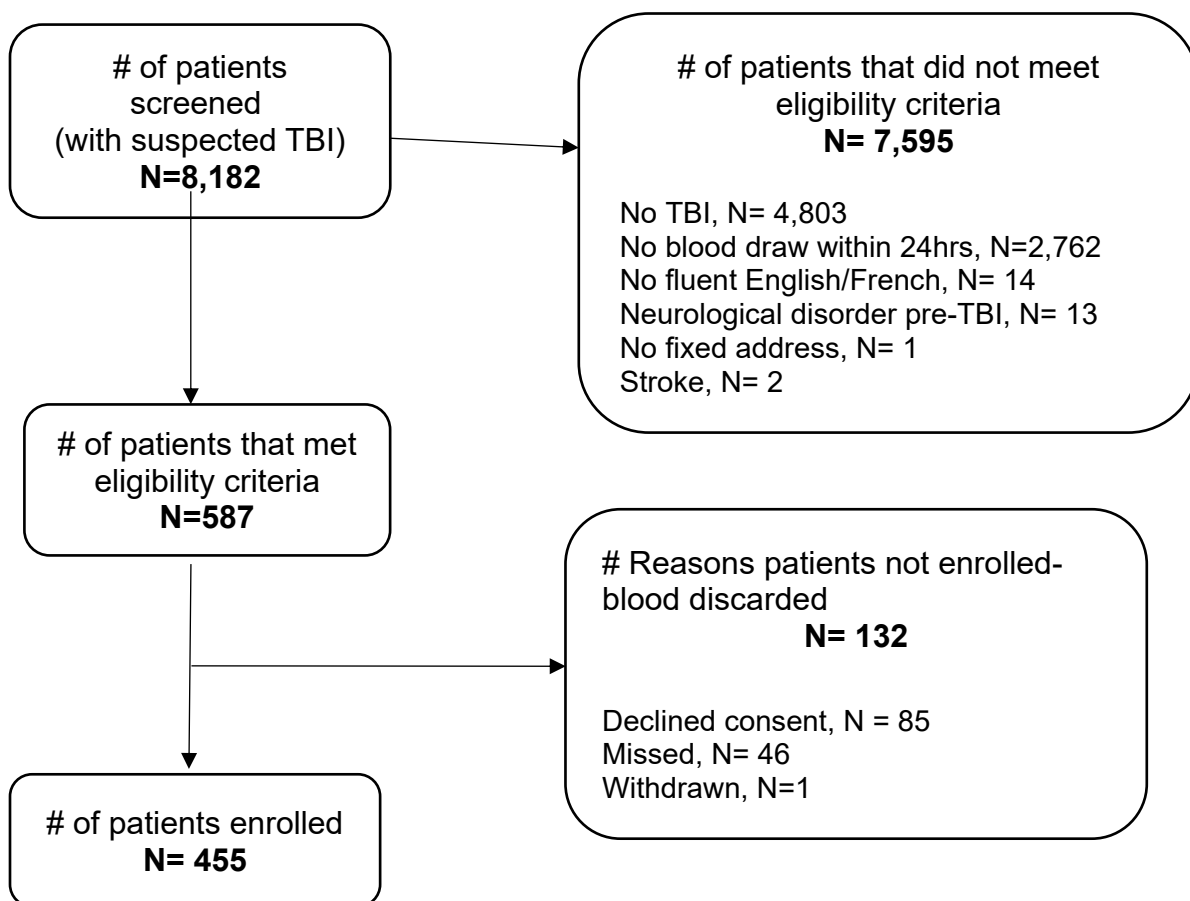 # of patients
screened
(with suspected TBI)
N=8,182
# of patients that did not meet
eligibility criteria
N= 7,595
No TBI, N= 4,803
No blood draw within 24hrs, N=2,762
No fluent English/French, N= 14
Neurological disorder pre-TBI, N= 13
No fixed address, N= 1
Stroke, N= 2
# of patients that met
eligibility criteria
N=587
# Reasons patients not enrolled-
blood discarded
N= 132
Declined consent, N = 85
Missed, N= 46
Withdrawn, N=1
# of patients enrolled
N= 455